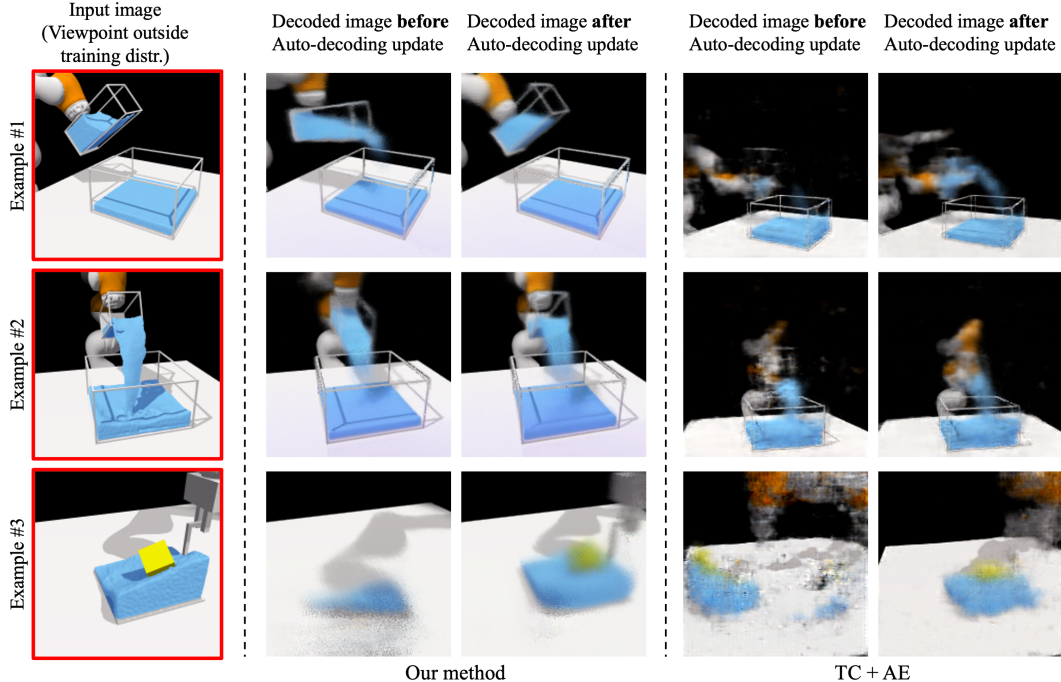 Input image
(Viewpoint outside
training distr.)
Decoded image before
Auto-decoding update
Decoded image after
Auto-decoding update
Decoded image before
Auto-decoding update
Decoded image after
Auto-decoding update
Example #1
Example #2
Example #3
Our method
TC + AE